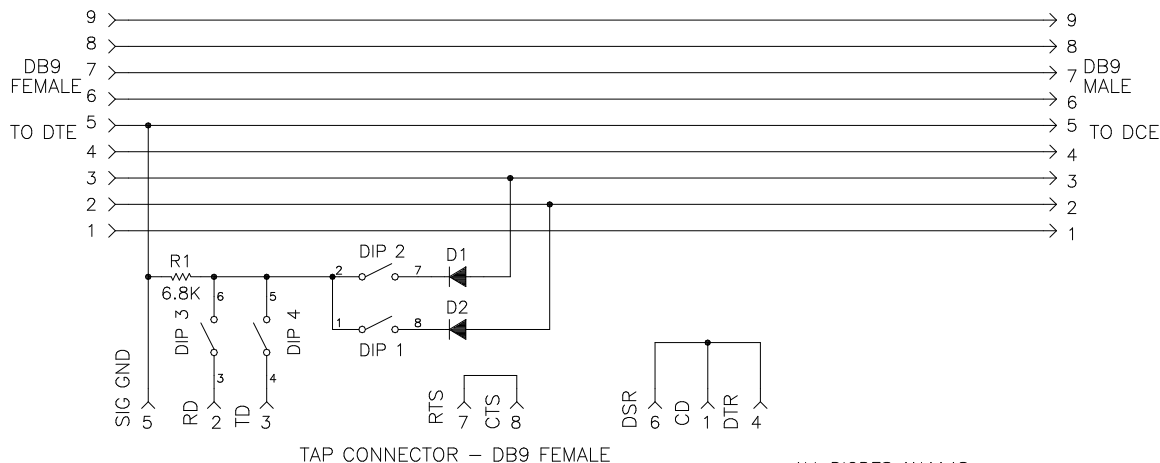 9 9
8 8
DB9 FEMALE 7 7 DB9 MALE
6 6
TO DTE 5 5 TO DCE
4 4
3 3
2 2
1 1
R1
6.8K
DIP 2
2 7
D1
D2
1 8
DIP 1
6 5
DIP 3
DIP 4
3 4
SIG GND
5
RD
2
TD
3
RTS
7
CTS
8
DSR
6
CD
1
DTR
4
TAP CONNECTOR – DB9 FEMALE